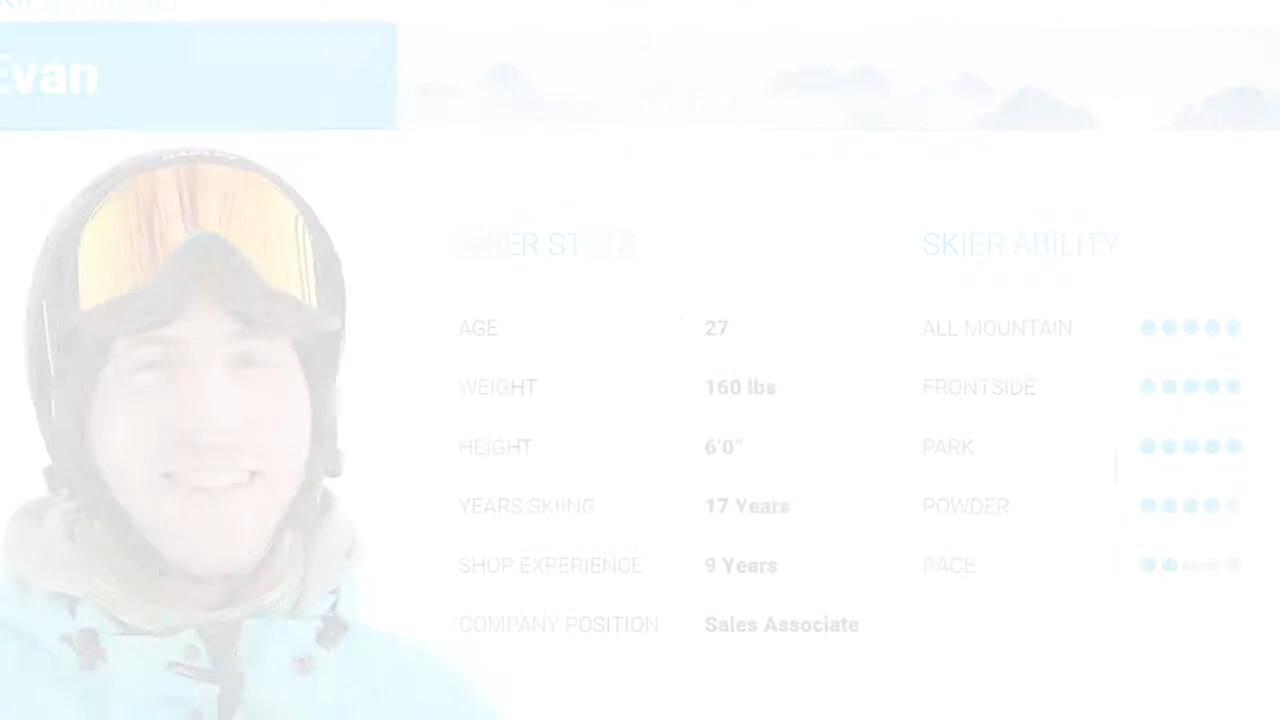 Evan
SKIER ABILITY
AGE 27 ALL MOUNTAIN
WEIGHT 160 lbs FRONTSIDE
HEIGHT 6'0" PARK
YEARS SKIING 17 Years POWDER
SHOP EXPERIENCE 9 Years RACE
COMPANY POSITION Sales Associate